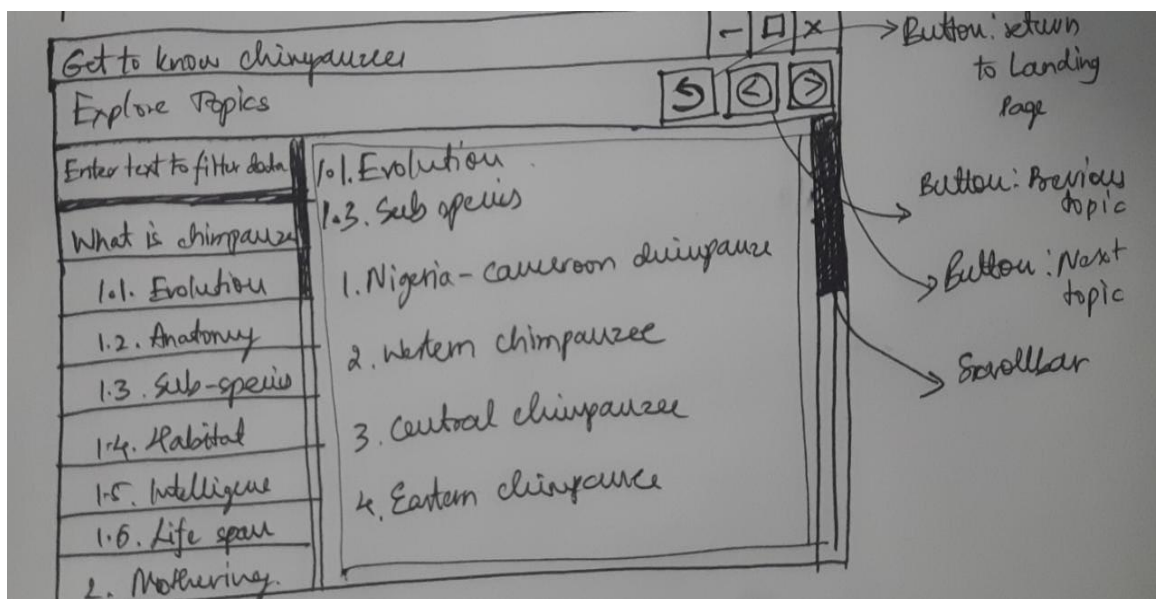 Get to know chimpanzees
- □ ×
Explore Topics
Enter text to filter data
What is chimpanze
1.1. Evolution
1.2. Anatomy
1.3. Sub-species
1.4. Habitat
1.5. Intelligence
1.6. Life span
2. Mothering.
1.1. Evolution
1.3. Sub species
1. Nigeria-Cameroon chimpanze
2. Western chimpanzee
3. Central chimpanzee
4. Eastern chimpanzee
Button: return
to Landing
Page
Button: Previous
topic
Button: Next
topic
Scrollbar